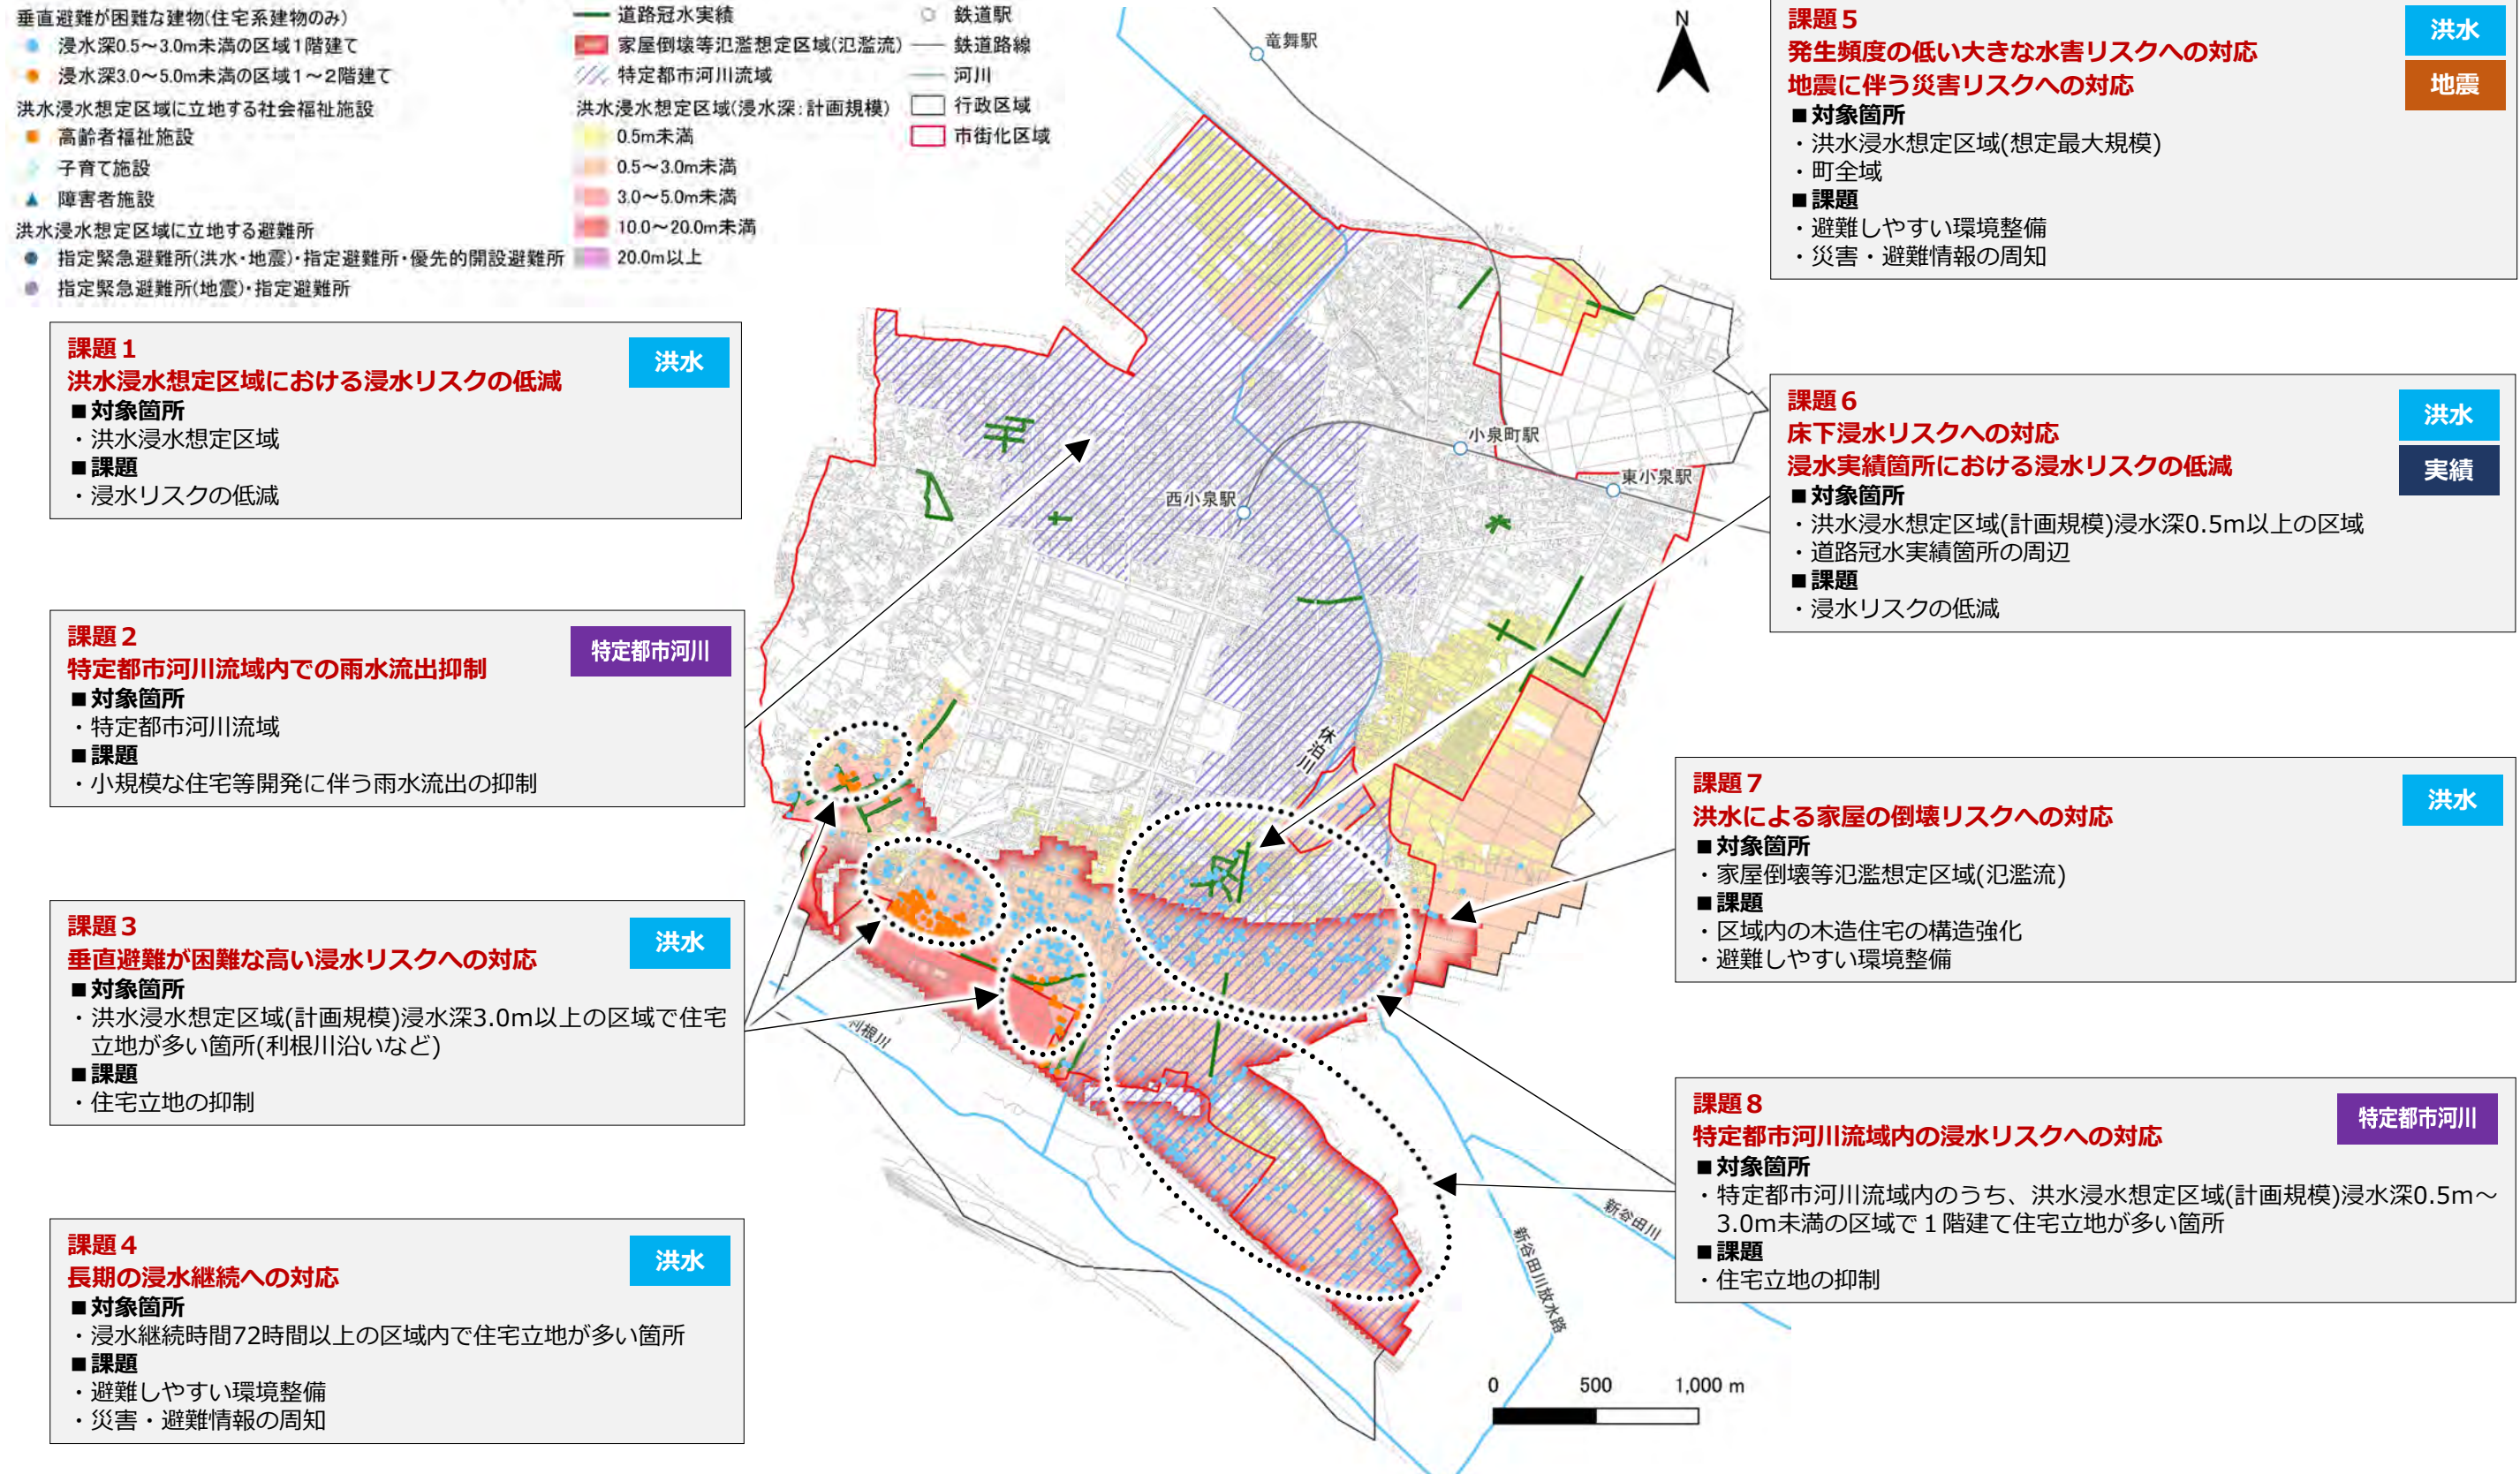 垂直避難が困難な建物(住宅系建物のみ)
浸水深0.5～3.0m未満の区域1階建て
浸水深3.0～5.0m未満の区域1～2階建て
洪水浸水想定区域に立地する社会福祉施設
高齢者福祉施設
子育て施設
障害者施設
洪水浸水想定区域に立地する避難所
指定緊急避難所(洪水・地震)・指定避難所・優先的開設避難所
指定緊急避難所(地震)・指定避難所
道路冠水実績
家屋倒壊等氾濫想定区域(氾濫流)
特定都市河川流域
洪水浸水想定区域(浸水深:計画規模)
0.5m未満
0.5～3.0m未満
3.0～5.0m未満
10.0～20.0m未満
20.0m以上
鉄道駅
鉄道路線
河川
行政区域
市街化区域
N
竜舞駅
小泉町駅
東小泉駅
西小泉駅
休泊川
利根川
新谷田川
新谷田川放水路
0 500 1,000 m
課題1
洪水浸水想定区域における浸水リスクの低減
洪水
■対象箇所
・洪水浸水想定区域
■課題
・浸水リスクの低減
課題2
特定都市河川流域内での雨水流出抑制
特定都市河川
■対象箇所
・特定都市河川流域
■課題
・小規模な住宅等開発に伴う雨水流出の抑制
課題3
垂直避難が困難な高い浸水リスクへの対応
洪水
■対象箇所
・洪水浸水想定区域(計画規模)浸水深3.0m以上の区域で住宅
立地が多い箇所(利根川沿いなど)
■課題
・住宅立地の抑制
課題4
長期の浸水継続への対応
洪水
■対象箇所
・浸水継続時間72時間以上の区域内で住宅立地が多い箇所
■課題
・避難しやすい環境整備
・災害・避難情報の周知
課題5
発生頻度の低い大きな水害リスクへの対応
地震に伴う災害リスクへの対応
洪水
地震
■対象箇所
・洪水浸水想定区域(想定最大規模)
・町全域
■課題
・避難しやすい環境整備
・災害・避難情報の周知
課題6
床下浸水リスクへの対応
浸水実績箇所における浸水リスクの低減
洪水
実績
■対象箇所
・洪水浸水想定区域(計画規模)浸水深0.5m以上の区域
・道路冠水実績箇所の周辺
■課題
・浸水リスクの低減
課題7
洪水による家屋の倒壊リスクへの対応
洪水
■対象箇所
・家屋倒壊等氾濫想定区域(氾濫流)
■課題
・区域内の木造住宅の構造強化
・避難しやすい環境整備
課題8
特定都市河川流域内の浸水リスクへの対応
特定都市河川
■対象箇所
・特定都市河川流域内のうち、洪水浸水想定区域(計画規模)浸水深0.5m～
3.0m未満の区域で１階建て住宅立地が多い箇所
■課題
・住宅立地の抑制